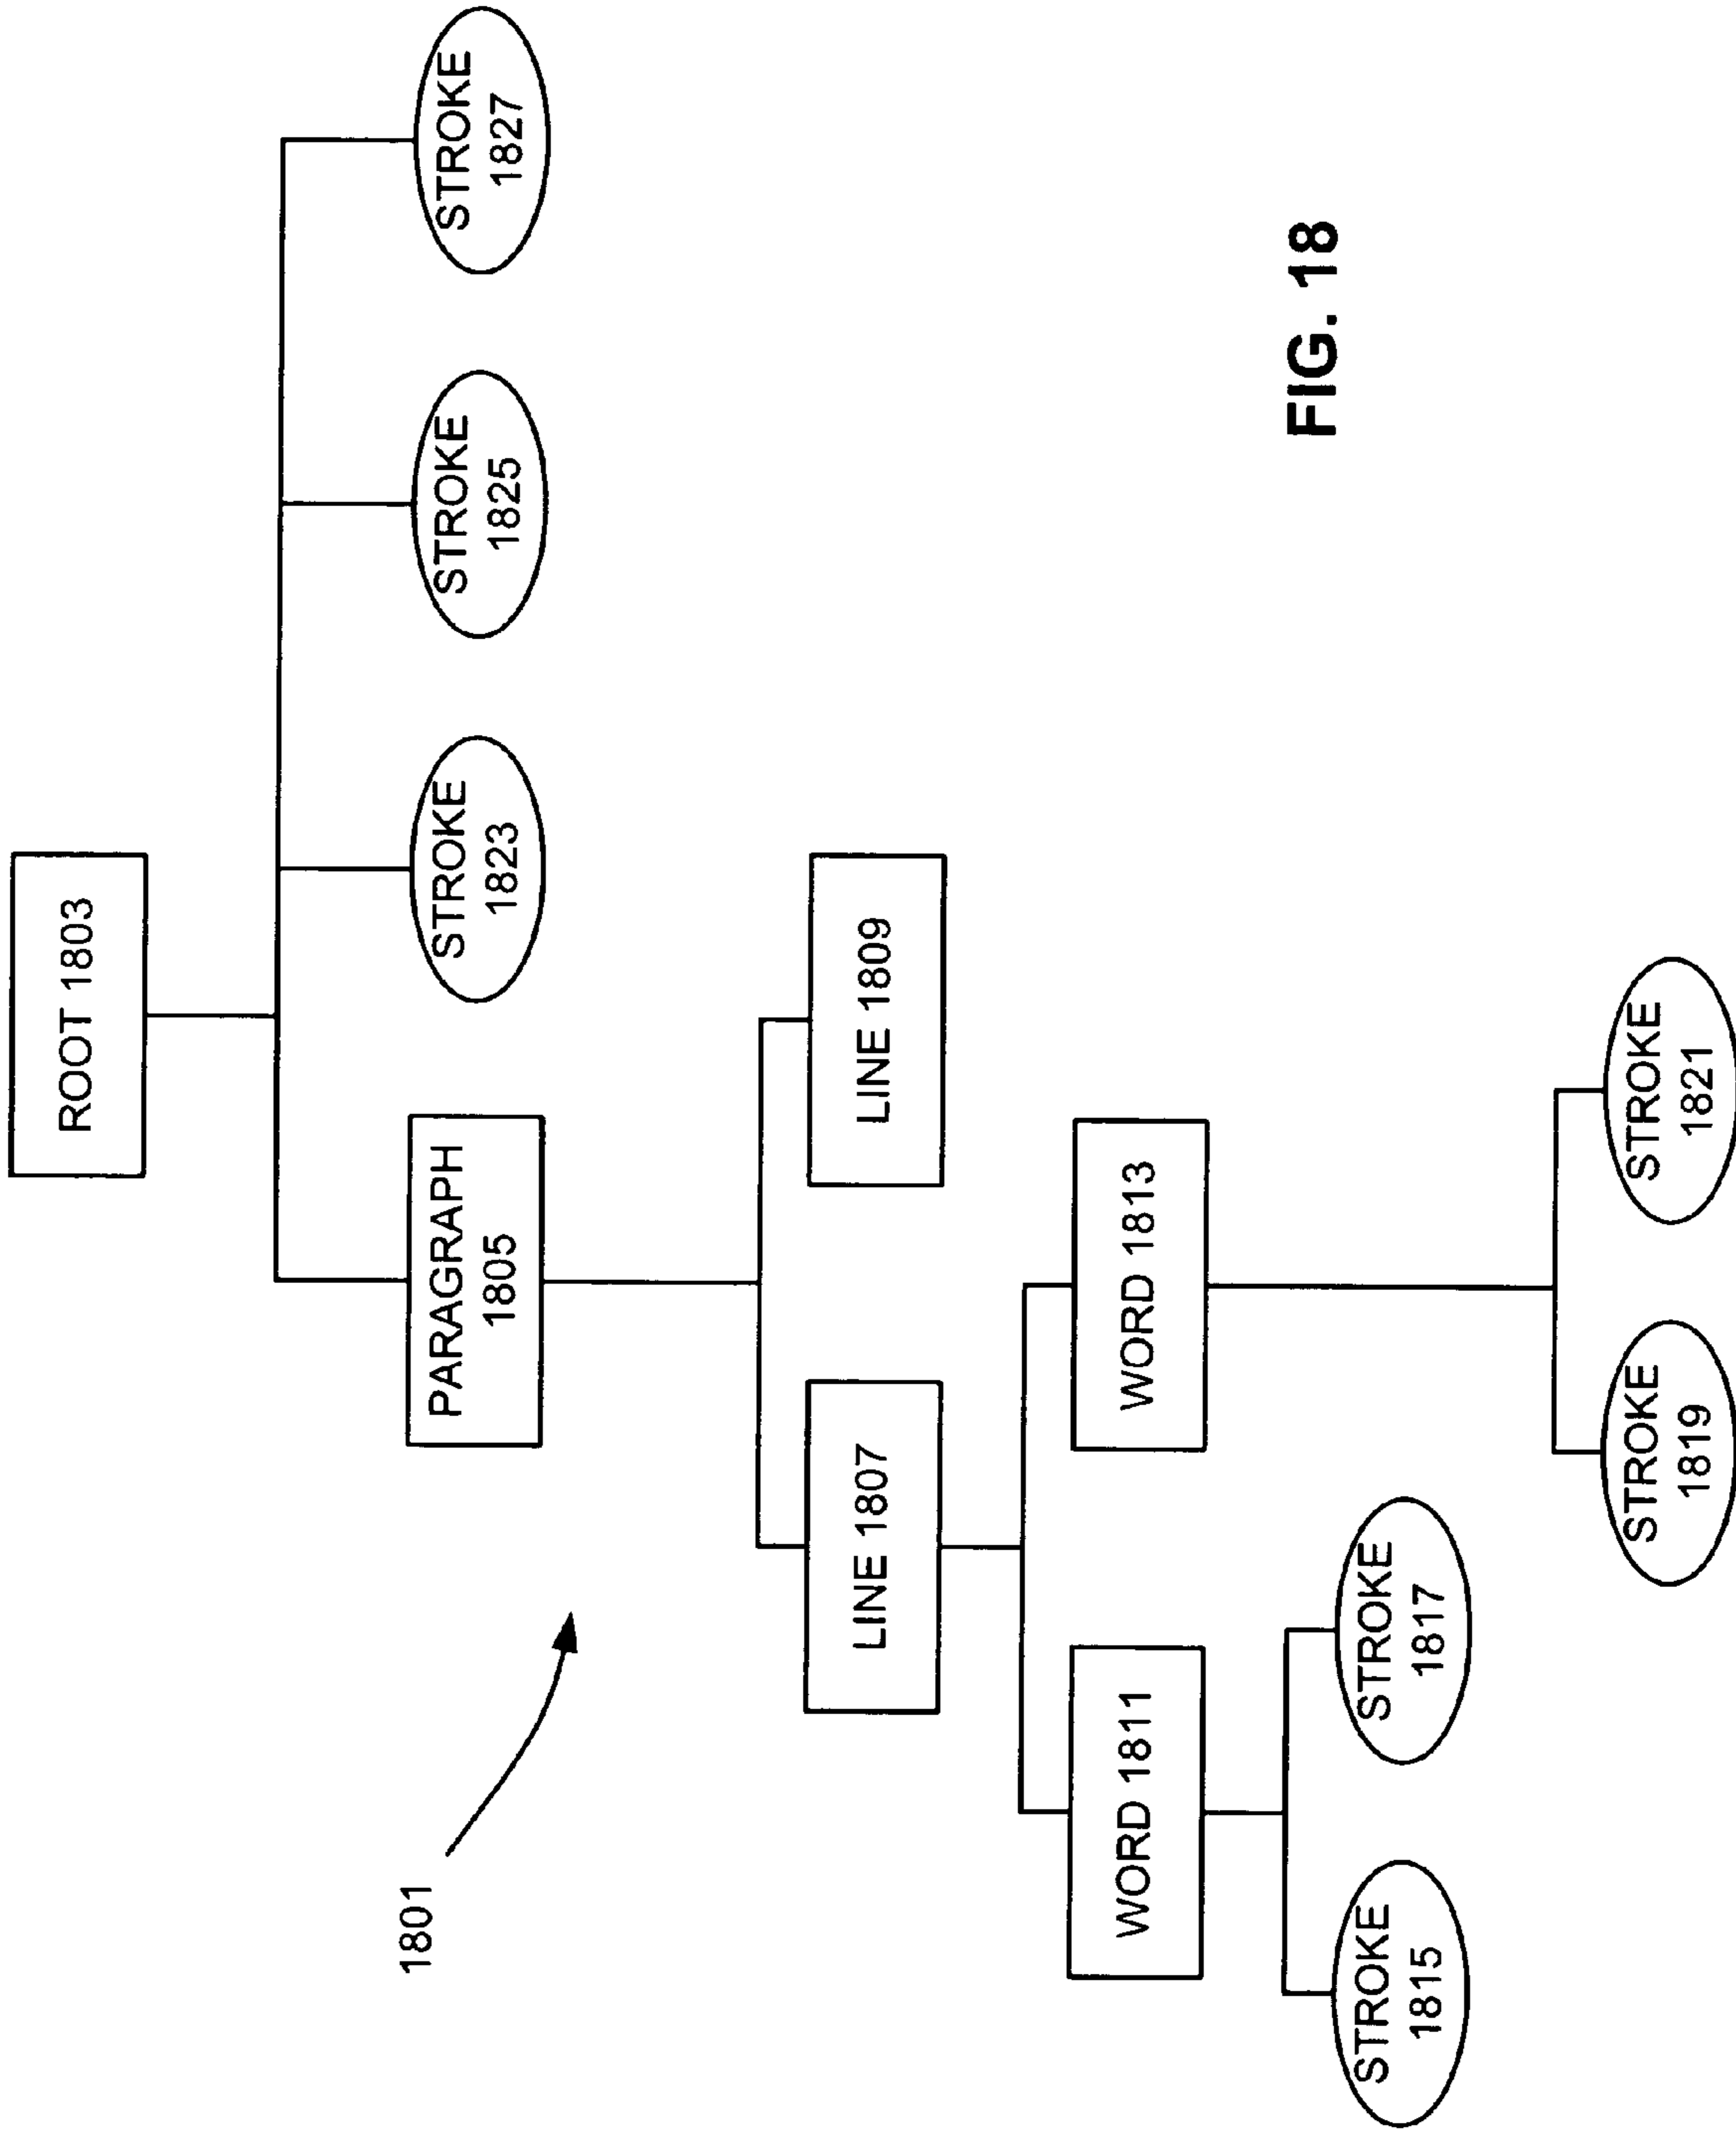 ROOT 1803
PARAGRAPH
1805
STROKE
1823
STROKE
1825
STROKE
1827
1801
LINE 1807
LINE 1809
WORD 1811
WORD 1813
STROKE
1815
STROKE
1817
STROKE
1819
STROKE
1821
FIG. 18